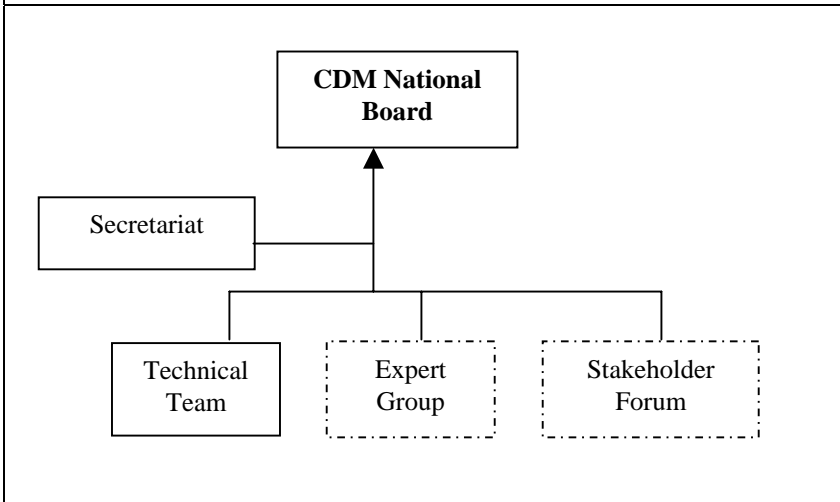 CDM National
Board
Secretariat
Technical
Team
Expert
Group
Stakeholder
Forum